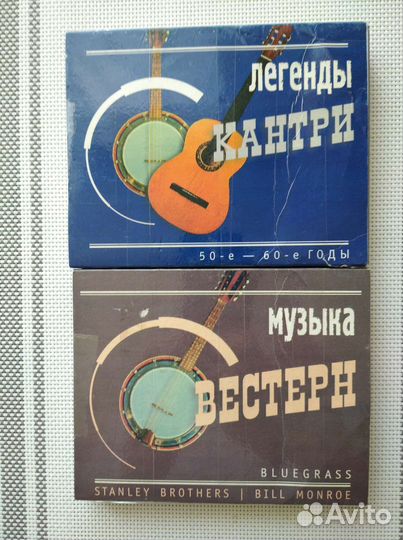 легенды
КАНТРИ
50-е — 60-е ГОДЫ
музыка
ВЕСТЕРН
BLUEGRASS
STANLEY BROTHERS | BILL MONROE
Avito